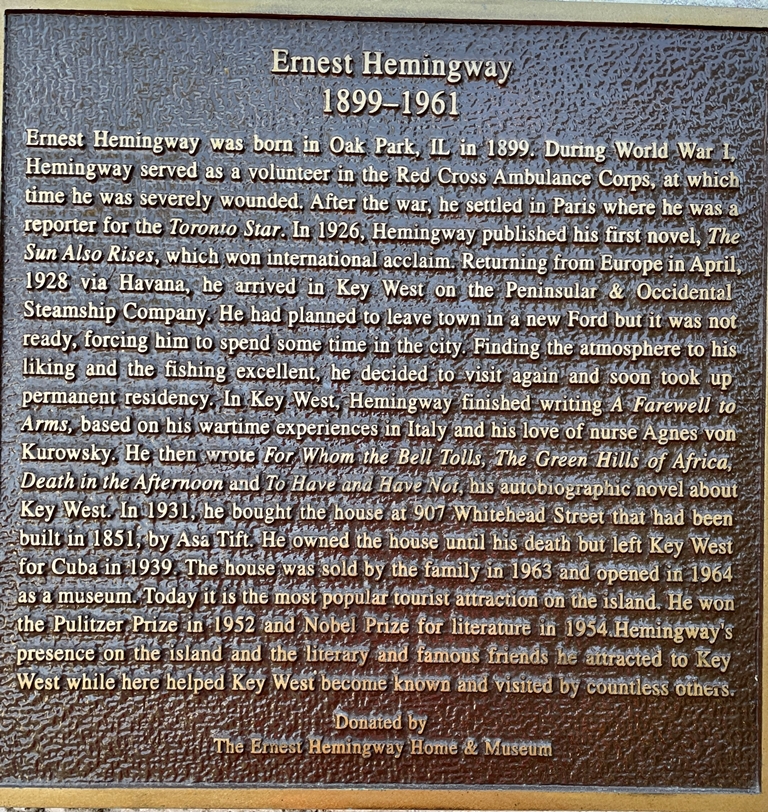 Ernest Hemingway
1899–1961
Ernest Hemingway was born in Oak Park, IL in 1899. During World War I,
Hemingway served as a volunteer in the Red Cross Ambulance Corps, at which
time he was severely wounded. After the war, he settled in Paris where he was a
reporter for the Toronto Star. In 1926, Hemingway published his first novel, The
Sun Also Rises, which won international acclaim. Returning from Europe in April,
1928 via Havana, he arrived in Key West on the Peninsular & Occidental
Steamship Company. He had planned to leave town in a new Ford but it was not
ready, forcing him to spend some time in the city. Finding the atmosphere to his
liking and the fishing excellent, he decided to visit again and soon took up
permanent residency. In Key West, Hemingway finished writing A Farewell to
Arms, based on his wartime experiences in Italy and his love of nurse Agnes von
Kurowsky. He then wrote For Whom the Bell Tolls, The Green Hills of Africa,
Death in the Afternoon and To Have and Have Not, his autobiographic novel about
Key West. In 1931, he bought the house at 907 Whitehead Street that had been
built in 1851, by Asa Tift. He owned the house until his death but left Key West
for Cuba in 1939. The house was sold by the family in 1963 and opened in 1964
as a museum. Today it is the most popular tourist attraction on the island. He won
the Pulitzer Prize in 1952 and Nobel Prize for literature in 1954.Hemingway's
presence on the island and the literary and famous friends he attracted to Key
West while here helped Key West become known and visited by countless others.
Donated by
The Ernest Hemingway Home & Museum